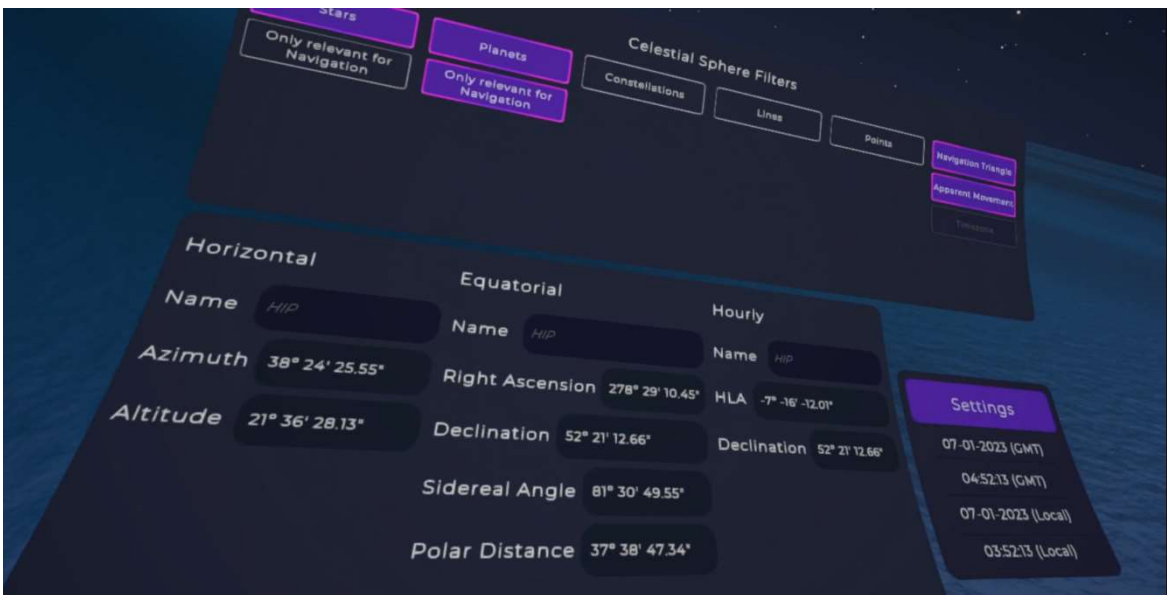 Stars
Only relevant for
Navigation
Planets
Only relevant for
Navigation
Celestial Sphere Filters
Constellations
Lines
Points
Navigation Triangle
Apparent Movement
Timezone
Horizontal
Name HIP
Azimuth 38° 24' 25.55"
Altitude 21° 36' 28.13"
Equatorial
Name HIP
Right Ascension 278° 29' 10.45"
Declination 52° 21' 12.66"
Sidereal Angle 81° 30' 49.55"
Polar Distance 37° 38' 47.34"
Hourly
Name HIP
HLA -7° -16' -12.01"
Declination 52° 21' 12.66"
Settings
07-01-2023 (GMT)
04:52:13 (GMT)
07-01-2023 (Local)
03:52:13 (Local)